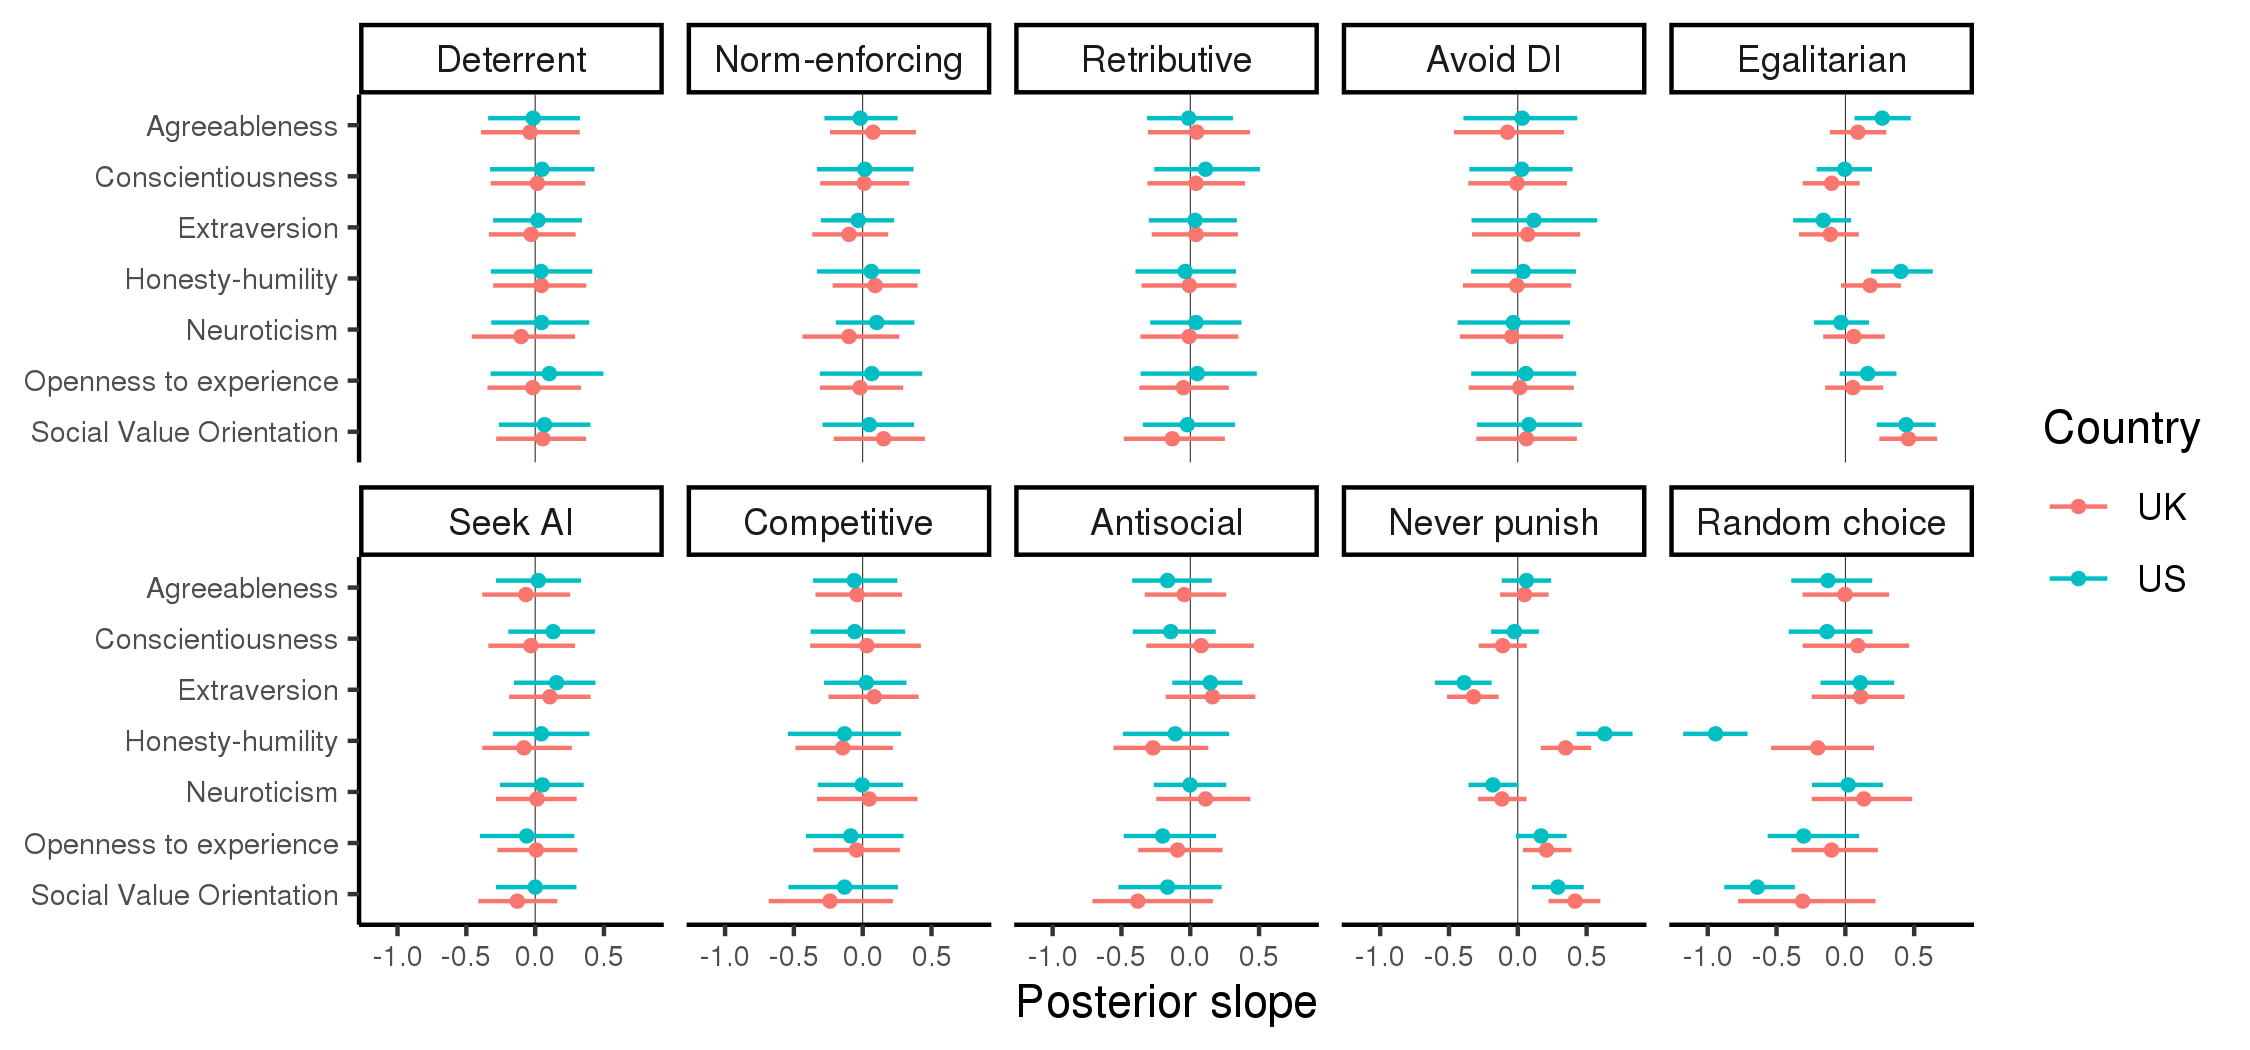 Deterrent Norm-enforcing Retributive Avoid DI Egalitarian
Agreeableness
Conscientiousness
Extraversion
Honesty-humility
Neuroticism
Openness to experience
Social Value Orientation
Seek AI Competitive Antisocial Never punish Random choice
Agreeableness
Conscientiousness
Extraversion
Honesty-humility
Neuroticism
Openness to experience
Social Value Orientation
-1.0 -0.5 0.0 0.5 -1.0 -0.5 0.0 0.5 -1.0 -0.5 0.0 0.5 -1.0 -0.5 0.0 0.5 -1.0 -0.5 0.0 0.5
Posterior slope
Country
UK
US